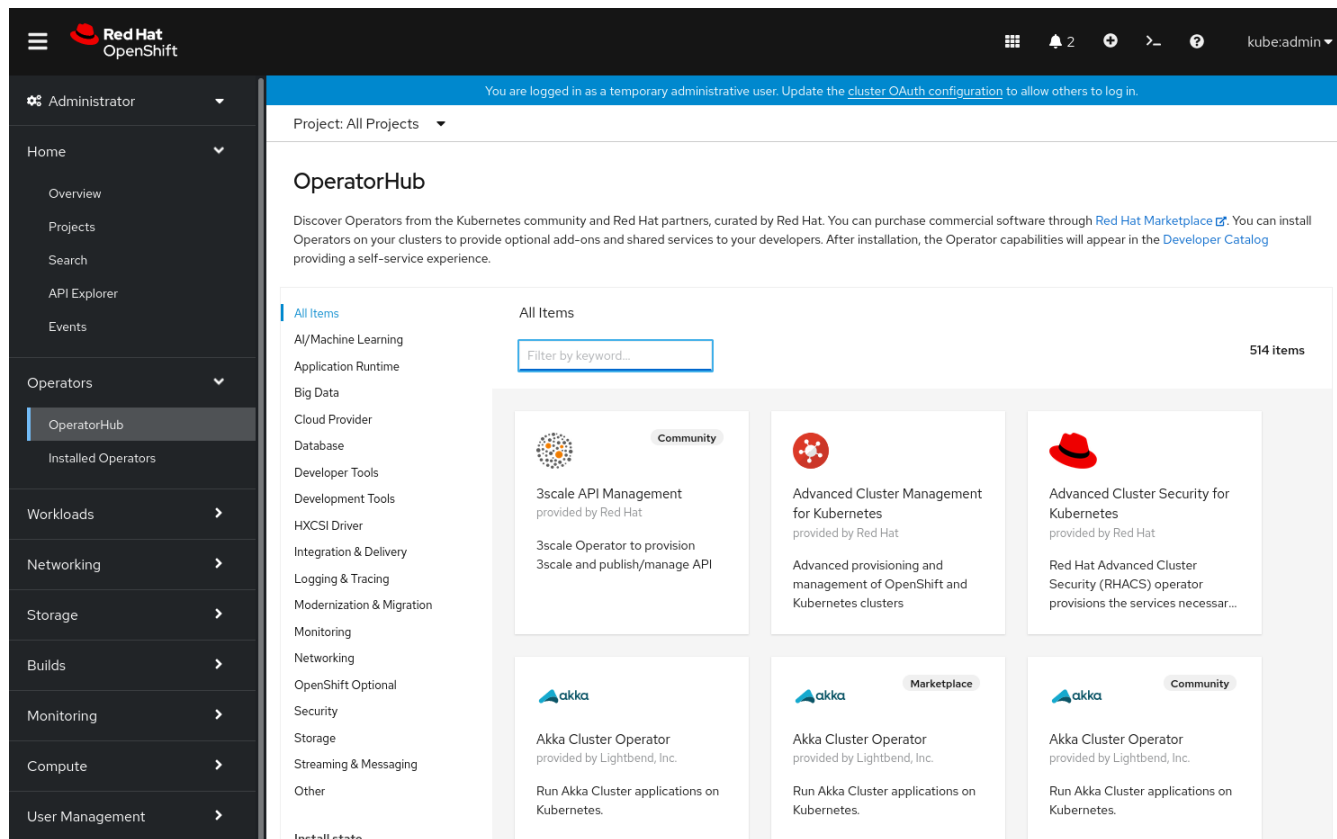 Red Hat
OpenShift
2
kube:admin
Administrator
Home
Overview
Projects
Search
API Explorer
Events
Operators
OperatorHub
Installed Operators
Workloads
Networking
Storage
Builds
Monitoring
Compute
User Management
You are logged in as a temporary administrative user. Update the cluster OAuth configuration to allow others to log in.
Project: All Projects
OperatorHub
Discover Operators from the Kubernetes community and Red Hat partners, curated by Red Hat. You can purchase commercial software through Red Hat Marketplace. You can install
Operators on your clusters to provide optional add-ons and shared services to your developers. After installation, the Operator capabilities will appear in the Developer Catalog
providing a self-service experience.
All Items
AI/Machine Learning
Application Runtime
Big Data
Cloud Provider
Database
Developer Tools
Development Tools
HXCSI Driver
Integration & Delivery
Logging & Tracing
Modernization & Migration
Monitoring
Networking
OpenShift Optional
Security
Storage
Streaming & Messaging
Other
Install state
All Items
Filter by keyword...
514 items
Community
3scale API Management
provided by Red Hat
3scale Operator to provision
3scale and publish/manage API
Advanced Cluster Management
for Kubernetes
provided by Red Hat
Advanced provisioning and
management of OpenShift and
Kubernetes clusters
Advanced Cluster Security for
Kubernetes
provided by Red Hat
Red Hat Advanced Cluster
Security (RHACS) operator
provisions the services necessar...
akka
Akka Cluster Operator
provided by Lightbend, Inc.
Run Akka Cluster applications on
Kubernetes.
akka
Marketplace
Akka Cluster Operator
provided by Lightbend, Inc.
Run Akka Cluster applications on
Kubernetes.
akka
Community
Akka Cluster Operator
provided by Lightbend, Inc.
Run Akka Cluster applications on
Kubernetes.